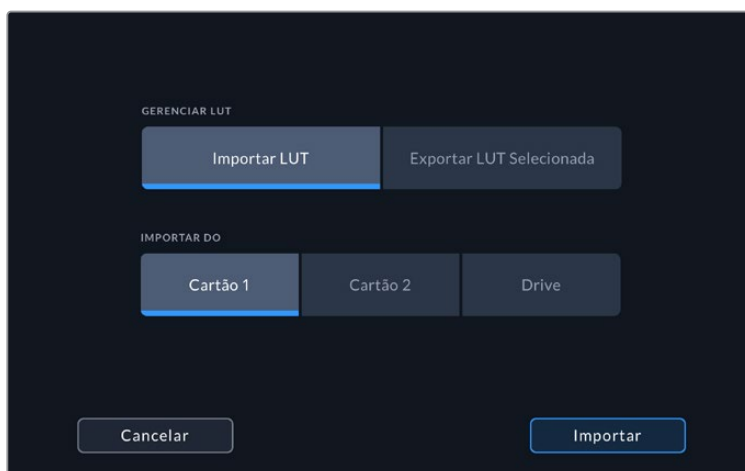 GERENCIAR LUT
Importar LUT Exportar LUT Selecionada
IMPORTAR DO
Cartão 1 Cartão 2 Drive
Cancelar Importar